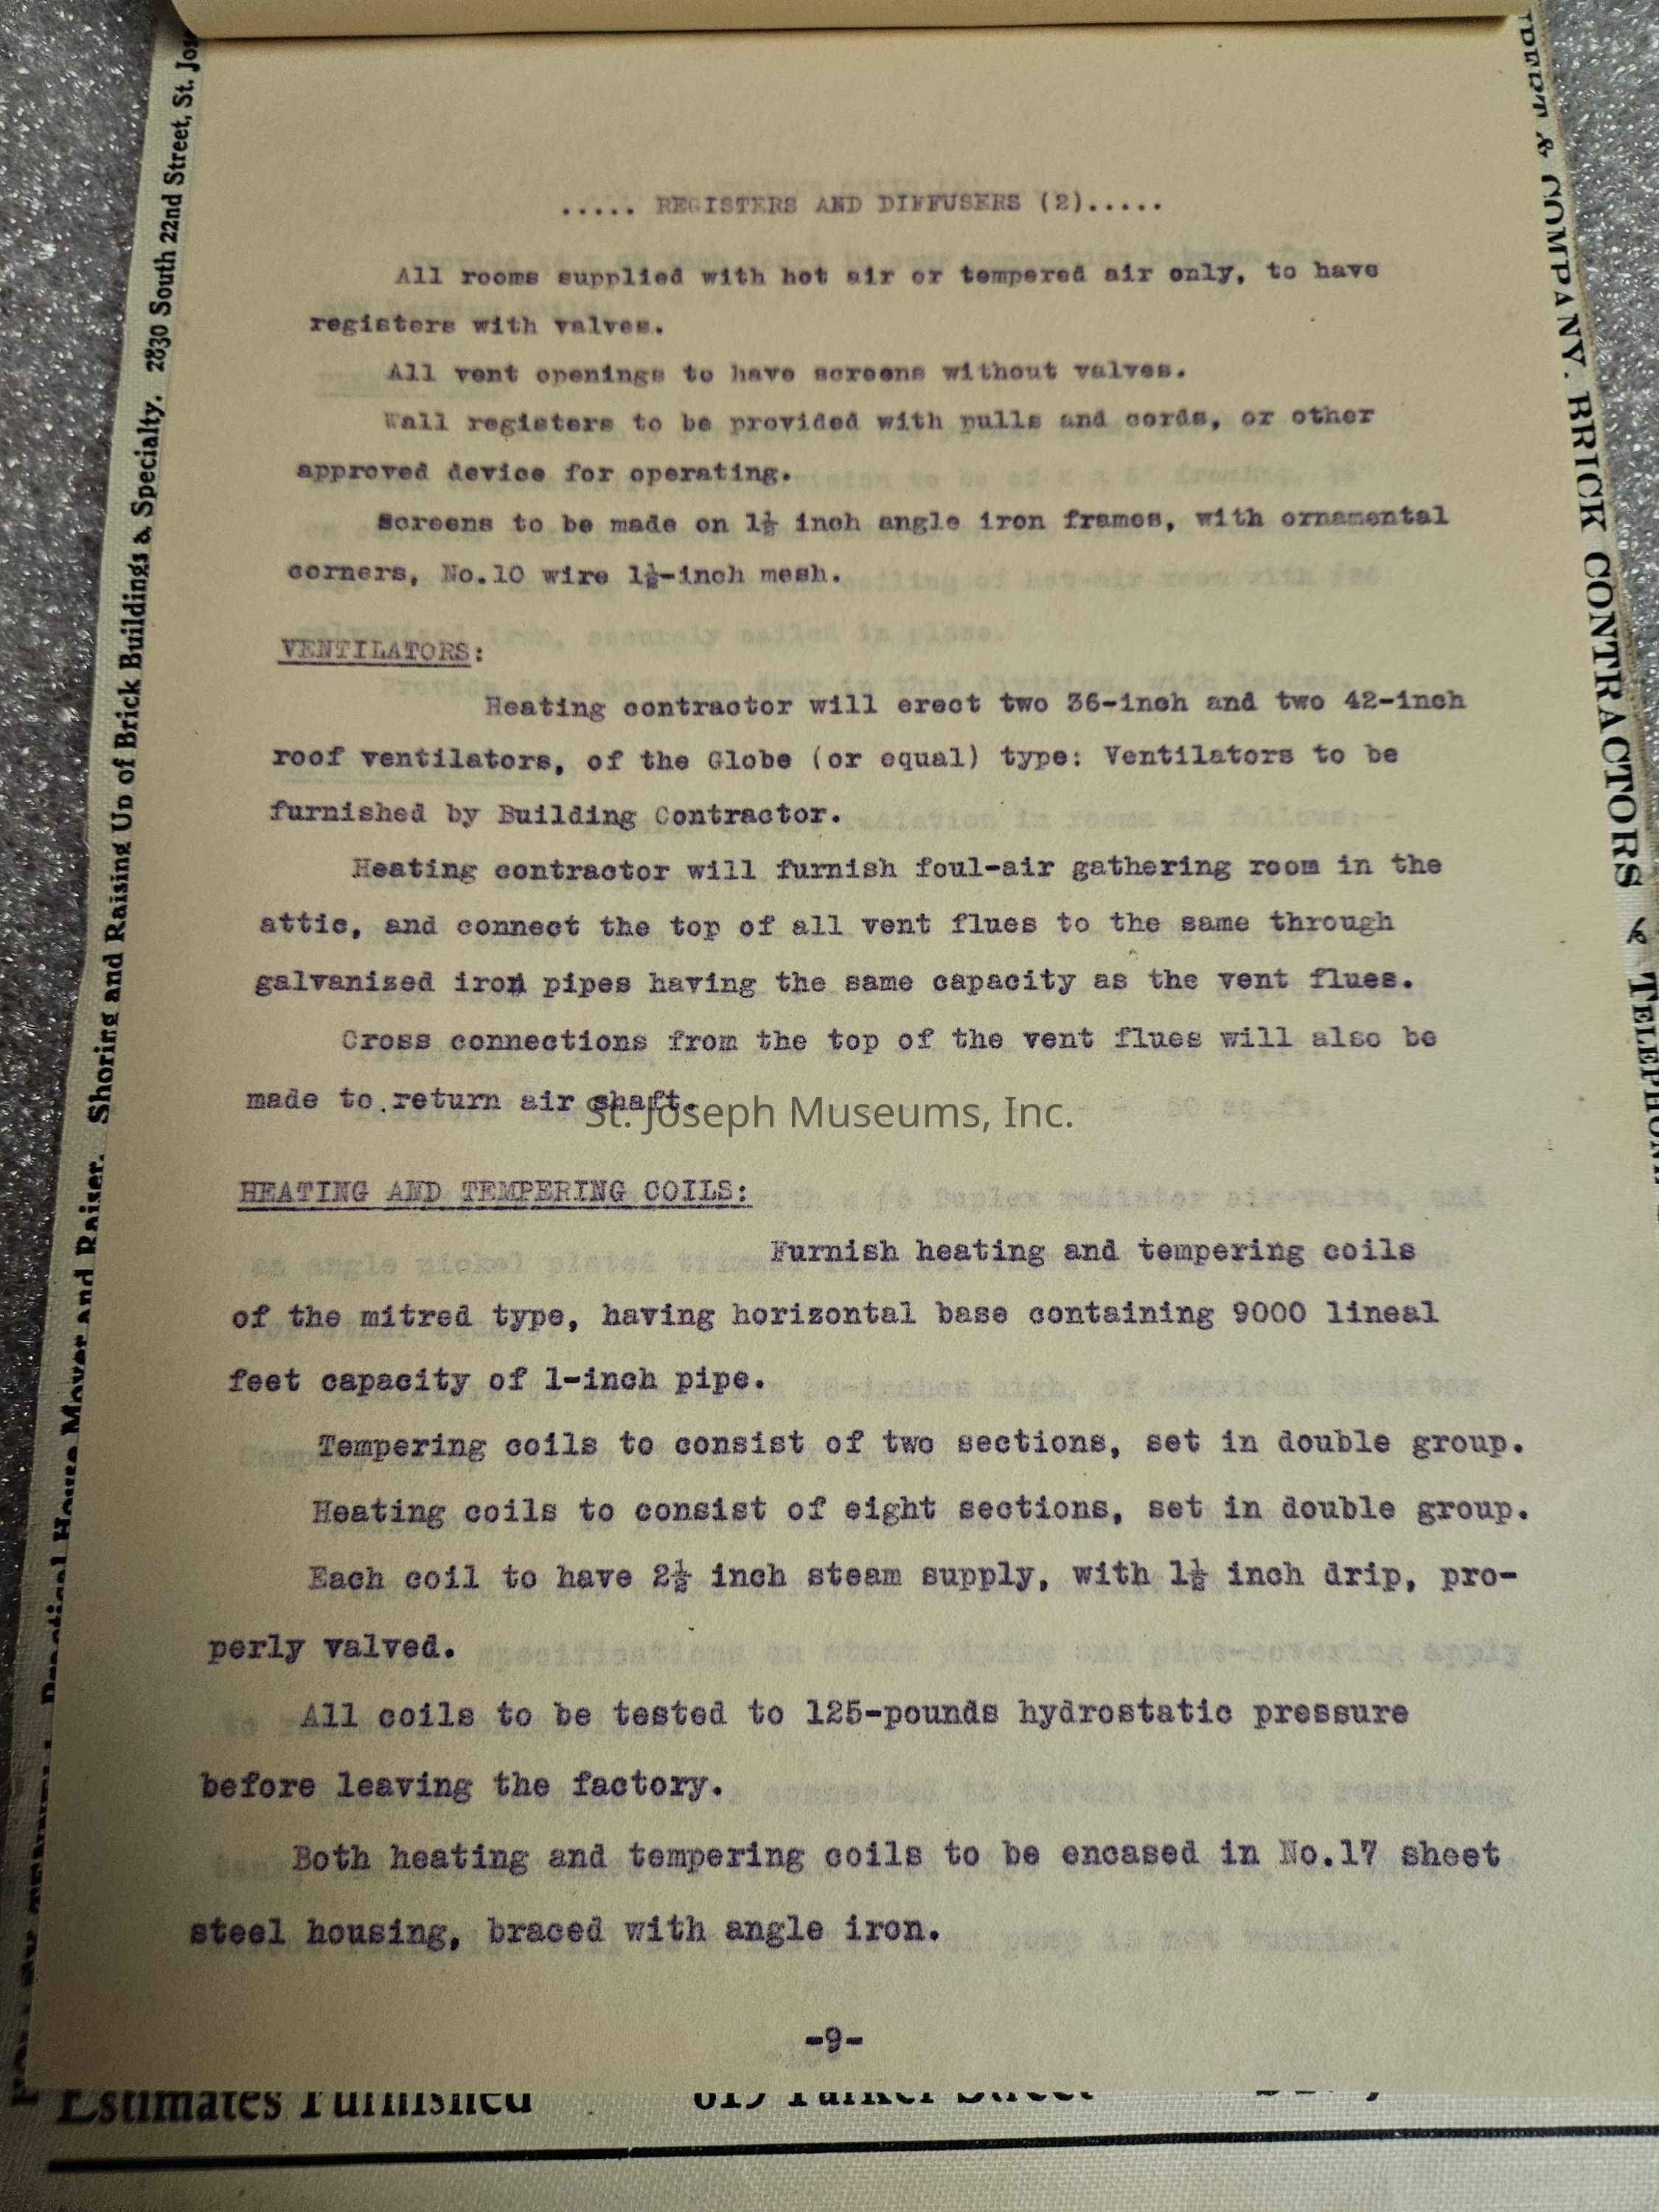 ..... REGISTERS AND DIFFUSERS (2).....
All rooms supplied with hot air or tempered air only, to have
registers with valves.
All vent openings to have screens without valves.
Wall registers to be provided with pulls and cords, or other
approved device for operating.
Screens to be made on 1½ inch angle iron frames, with ornamental
corners, No.10 wire 1½-inch mesh.
VENTILATORS:
Heating contractor will erect two 36-inch and two 42-inch
roof ventilators, of the Globe (or equal) type: Ventilators to be
furnished by Building Contractor.
Heating contractor will furnish foul-air gathering room in the
attic, and connect the top of all vent flues to the same through
galvanized iron pipes having the same capacity as the vent flues.
Cross connections from the top of the vent flues will also be
made to return air shaft.
St. Joseph Museums, Inc.
HEATING AND TEMPERING COILS:
Furnish heating and tempering coils
of the mitred type, having horizontal base containing 9000 lineal
feet capacity of 1-inch pipe.
Tempering coils to consist of two sections, set in double group.
Heating coils to consist of eight sections, set in double group.
Each coil to have 2½ inch steam supply, with 1½ inch drip, pro-
perly valved.
All coils to be tested to 125-pounds hydrostatic pressure
before leaving the factory.
Both heating and tempering coils to be encased in No.17 sheet
steel housing, braced with angle iron.
-9-
Practical House Mover and Raiser. Shoring and Raising Up of Brick Buildings a Specialty. 2830 South 22nd Street, St.
& COMPANY. BRICK CONTRACTORS
Estimates Furnished